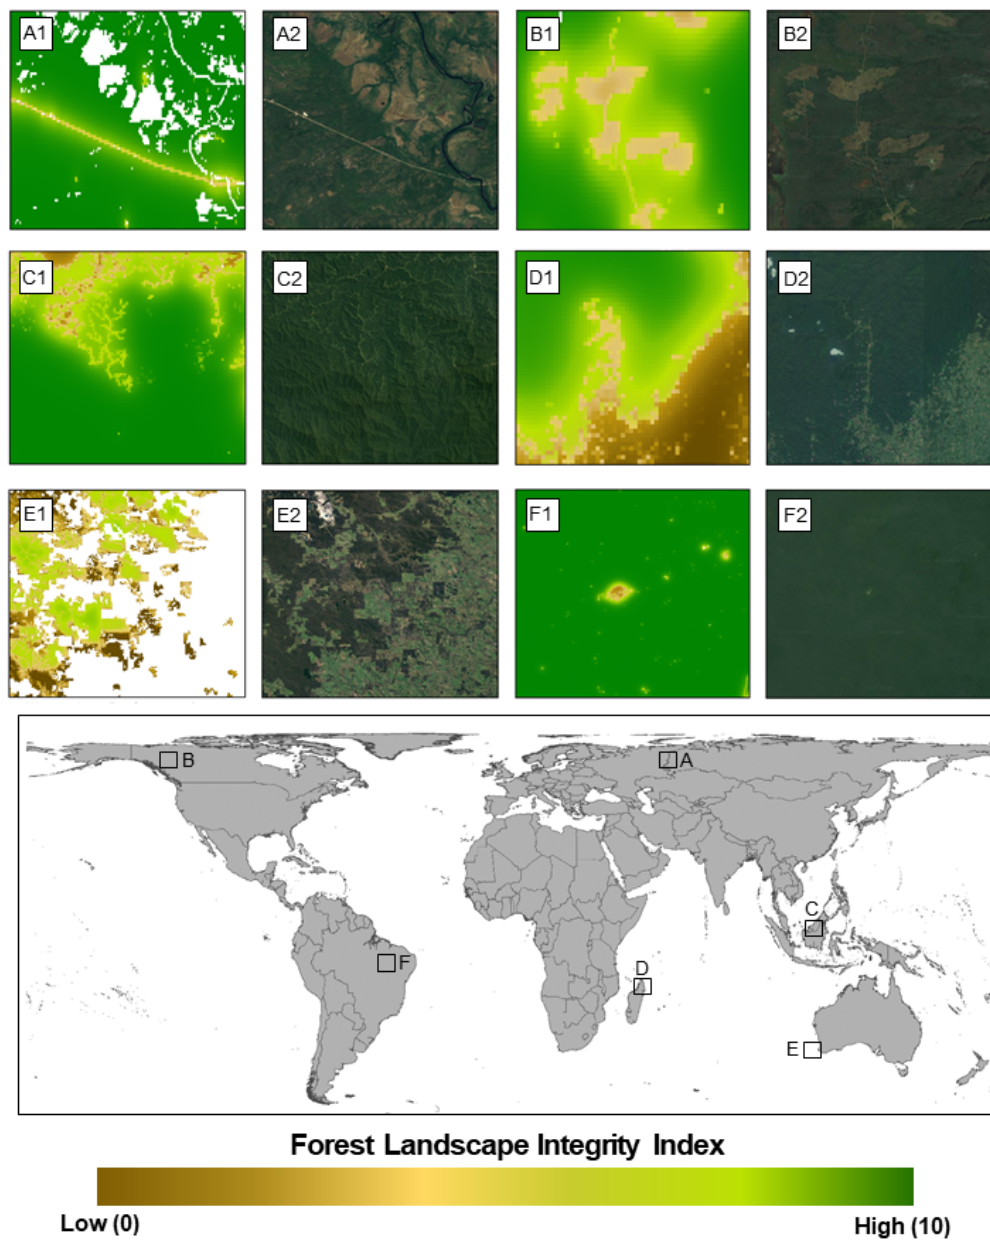 A1 A2 B1 B2
C1 C2 D1 D2
E1 E2 F1 F2
B A
C
F D
E
Forest Landscape Integrity Index
Low (0) High (10)